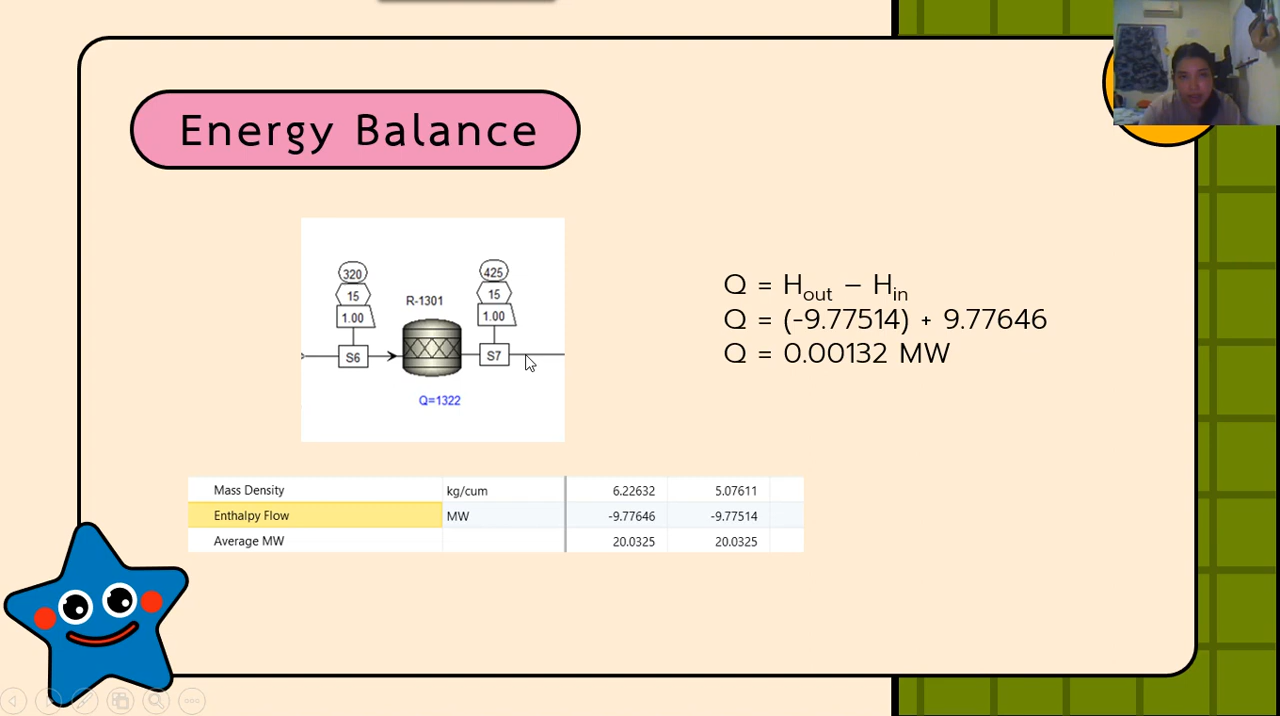 Energy Balance
320
425
15
15
R-1301
1.00
1.00
S6
S7
Q=1322
Q = Hout – Hin
Q = (-9.77514) + 9.77646
Q = 0.00132 MW
Mass Density kg/cum 6.22632 5.07611
Enthalpy Flow MW -9.77646 -9.77514
Average MW 20.0325 20.0325